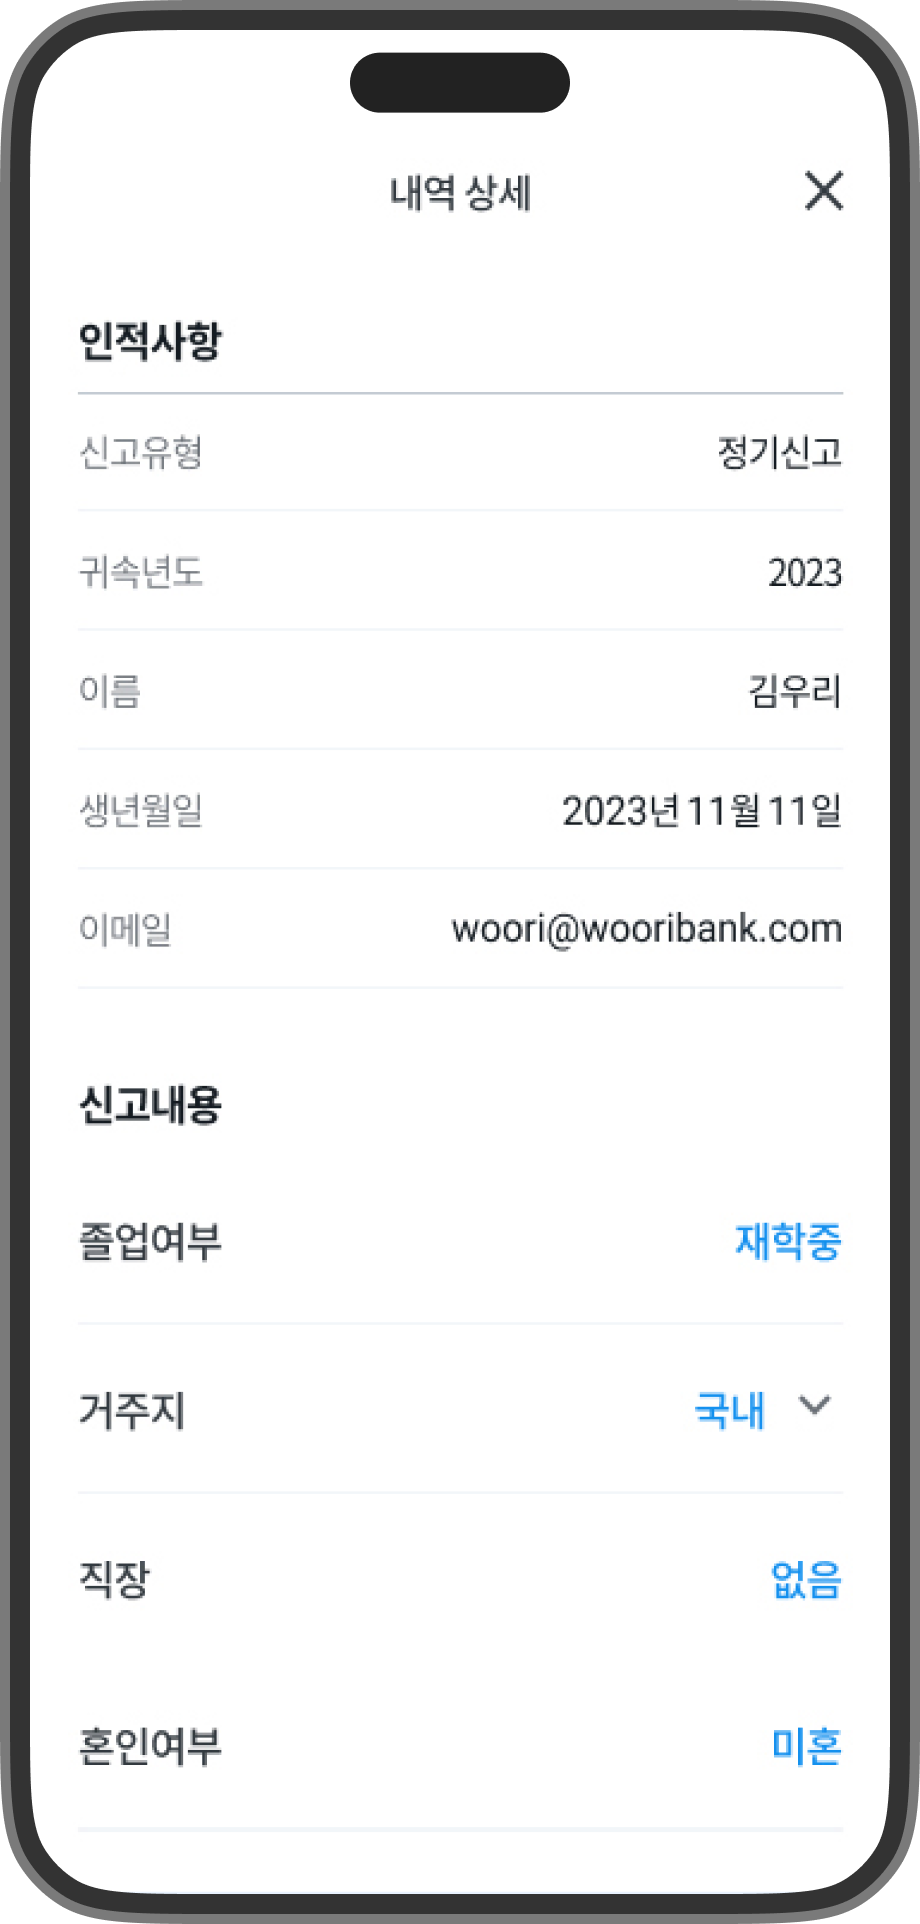 내역 상세
인적사항
신고유형 정기신고
귀속년도 2023
이름 김우리
생년월일 2023년 11월 11일
이메일 woori@wooribank.com
신고내용
졸업여부 재학중
거주지 국내
직장 없음
혼인여부 미혼